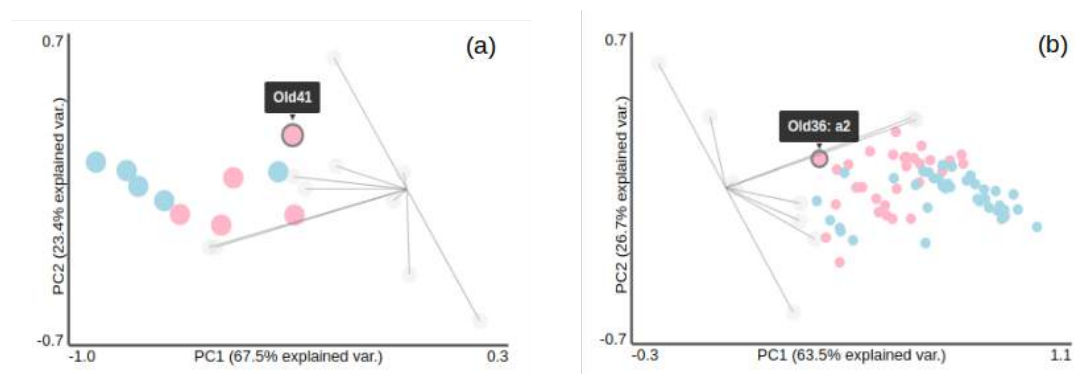 0.7
(a)
Old41
PC2 (23.4% explained var.)
-0.7
-1.0
PC1 (67.5% explained var.)
0.3
0.7
(b)
Old36: a2
PC2 (26.7% explained var.)
-0.7
-0.3
PC1 (63.5% explained var.)
1.1